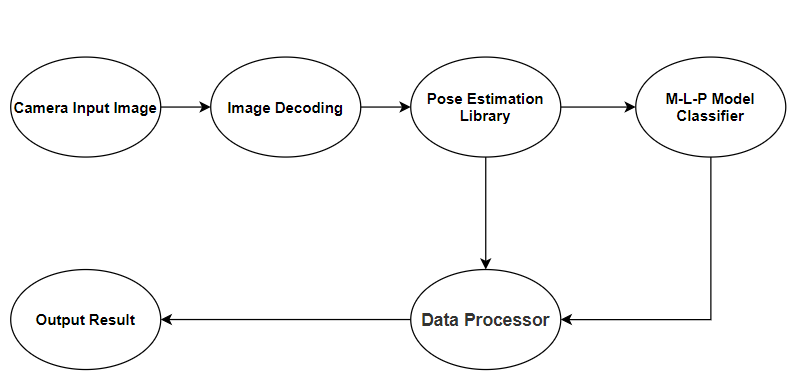 Camera Input Image
Image Decoding
Pose Estimation
Library
M-L-P Model
Classifier
Output Result
Data Processor